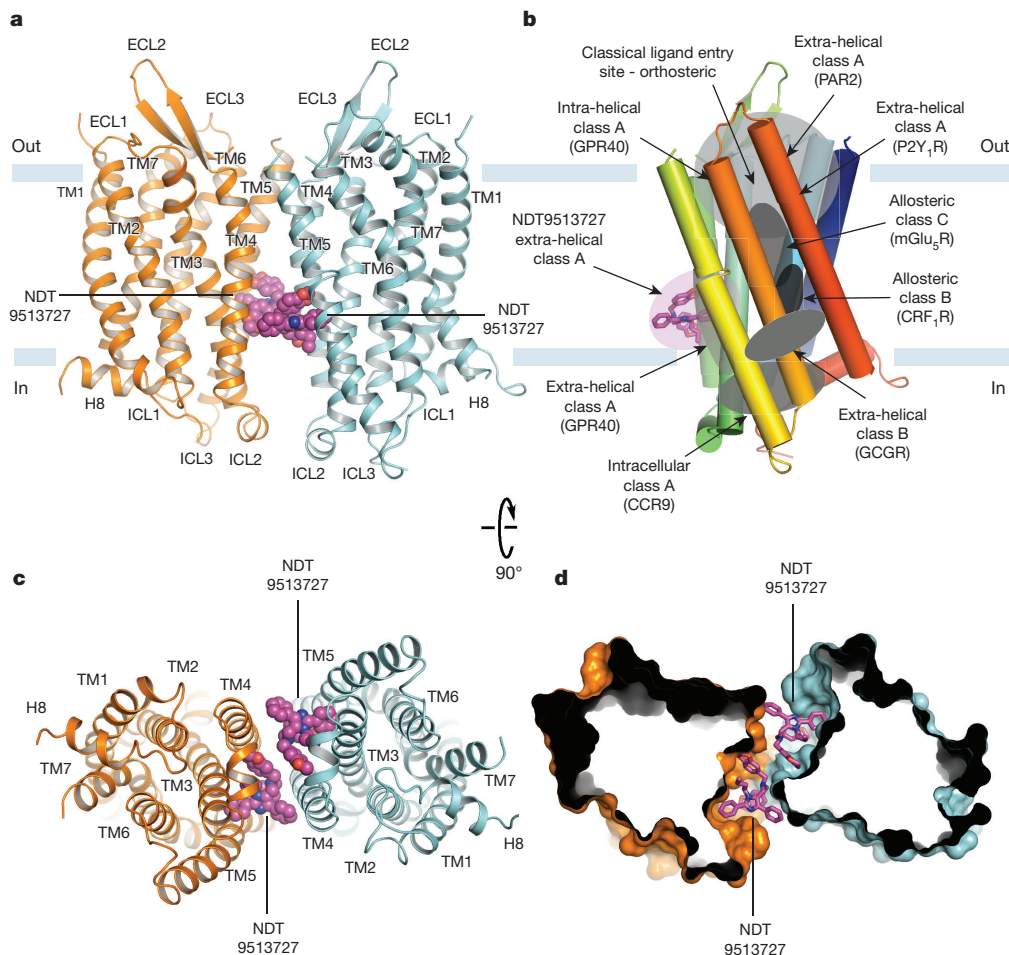 a
ECL2
ECL2
ECL3
ECL1
TM7
TM6
TM5
ECL3
ECL1
TM3
TM2
TM4
Out
TM1
TM1
TM2
TM4
TM3
TM5
TM7
TM6
NDT
9513727
NDT
9513727
In
H8
ICL1
ICL3
ICL2
ICL2
ICL3
ICL1
H8
b
Classical ligand entry
site - orthosteric
Extra-helical
class A
(PAR2)
Intra-helical
class A
(GPR40)
Extra-helical
class A
(P2Y₁R)
Out
NDT9513727
extra-helical
class A
Allosteric
class C
(mGlu₅R)
Allosteric
class B
(CRF₁R)
In
Extra-helical
class A
(GPR40)
Extra-helical
class B
(GCGR)
Intracellular
class A
(CCR9)
90°
c
NDT
9513727
TM5
TM2
TM1
TM4
H8
TM6
TM7
TM3
TM3
TM7
TM6
TM4
H8
TM5
TM2
TM1
NDT
9513727
d
NDT
9513727
NDT
9513727